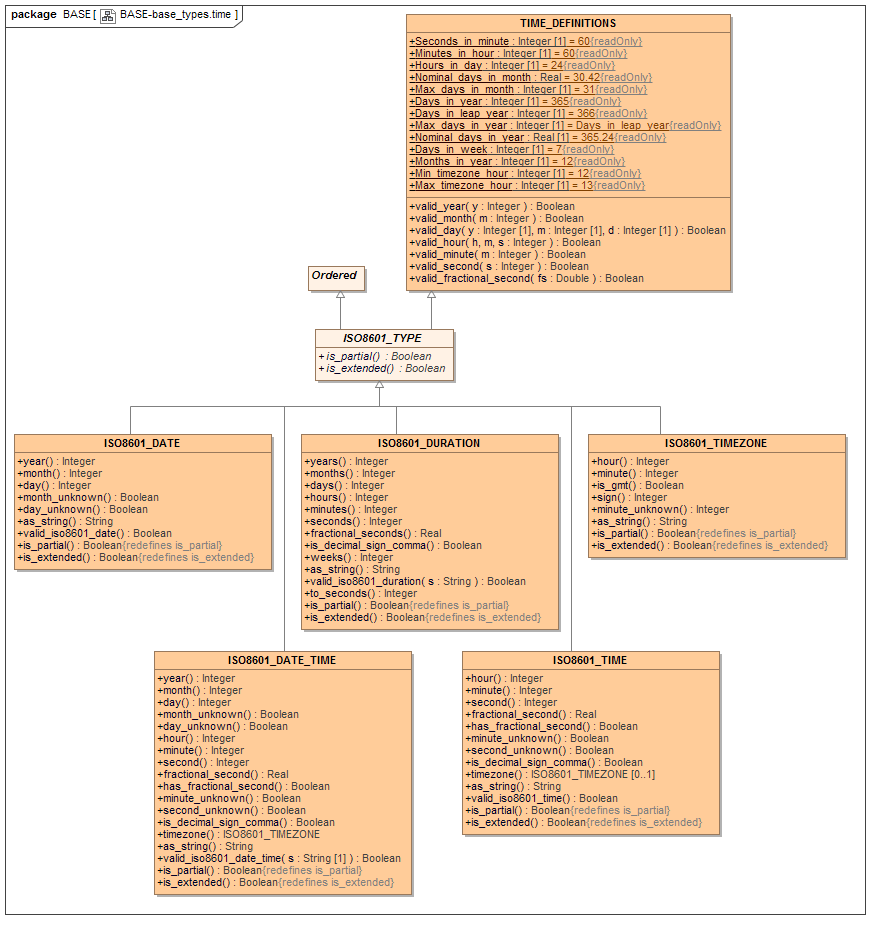 package BASE [ BASE-base_types.time ]
TIME_DEFINITIONS
+Seconds_in_minute : Integer [1] = 60{readOnly}
+Minutes_in_hour : Integer [1] = 60{readOnly}
+Hours_in_day : Integer [1] = 24{readOnly}
+Nominal_days_in_month : Real = 30.42{readOnly}
+Max_days_in_month : Integer [1] = 31{readOnly}
+Days_in_year : Integer [1] = 365{readOnly}
+Days_in_leap_year : Integer [1] = 366{readOnly}
+Max_days_in_year : Integer [1] = Days_in_leap_year{readOnly}
+Nominal_days_in_year : Real [1] = 365.24{readOnly}
+Days_in_week : Integer [1] = 7{readOnly}
+Months_in_year : Integer [1] = 12{readOnly}
+Min_timezone_hour : Integer [1] = 12{readOnly}
+Max_timezone_hour : Integer [1] = 13{readOnly}
+valid_year( y : Integer ) : Boolean
+valid_month( m : Integer ) : Boolean
+valid_day( y : Integer [1], m : Integer [1], d : Integer [1] ) : Boolean
+valid_hour( h, m, s : Integer ) : Boolean
+valid_minute( m : Integer ) : Boolean
+valid_second( s : Integer ) : Boolean
+valid_fractional_second( fs : Double ) : Boolean
Ordered
ISO8601_TYPE
+is_partial() : Boolean
+is_extended() : Boolean
ISO8601_DATE
+year() : Integer
+month() : Integer
+day() : Integer
+month_unknown() : Boolean
+day_unknown() : Boolean
+as_string() : String
+valid_iso8601_date() : Boolean
+is_partial() : Boolean{redefines is_partial}
+is_extended() : Boolean{redefines is_extended}
ISO8601_DURATION
+years() : Integer
+months() : Integer
+days() : Integer
+hours() : Integer
+minutes() : Integer
+seconds() : Integer
+fractional_seconds() : Real
+is_decimal_sign_comma() : Boolean
+weeks() : Integer
+as_string() : String
+valid_iso8601_duration( s : String ) : Boolean
+to_seconds() : Integer
+is_partial() : Boolean{redefines is_partial}
+is_extended() : Boolean{redefines is_extended}
ISO8601_TIMEZONE
+hour() : Integer
+minute() : Integer
+is_gmt() : Boolean
+sign() : Integer
+minute_unknown() : Integer
+as_string() : String
+is_partial() : Boolean{redefines is_partial}
+is_extended() : Boolean{redefines is_extended}
ISO8601_DATE_TIME
+year() : Integer
+month() : Integer
+day() : Integer
+month_unknown() : Boolean
+day_unknown() : Boolean
+hour() : Integer
+minute() : Integer
+second() : Integer
+fractional_second() : Real
+has_fractional_second() : Boolean
+minute_unknown() : Boolean
+second_unknown() : Boolean
+is_decimal_sign_comma() : Boolean
+timezone() : ISO8601_TIMEZONE
+as_string() : String
+valid_iso8601_date_time( s : String [1] ) : Boolean
+is_partial() : Boolean{redefines is_partial}
+is_extended() : Boolean{redefines is_extended}
ISO8601_TIME
+hour() : Integer
+minute() : Integer
+second() : Integer
+fractional_second() : Real
+has_fractional_second() : Boolean
+minute_unknown() : Boolean
+second_unknown() : Boolean
+is_decimal_sign_comma() : Boolean
+timezone() : ISO8601_TIMEZONE [0..1]
+as_string() : String
+valid_iso8601_time() : Boolean
+is_partial() : Boolean{redefines is_partial}
+is_extended() : Boolean{redefines is_extended}